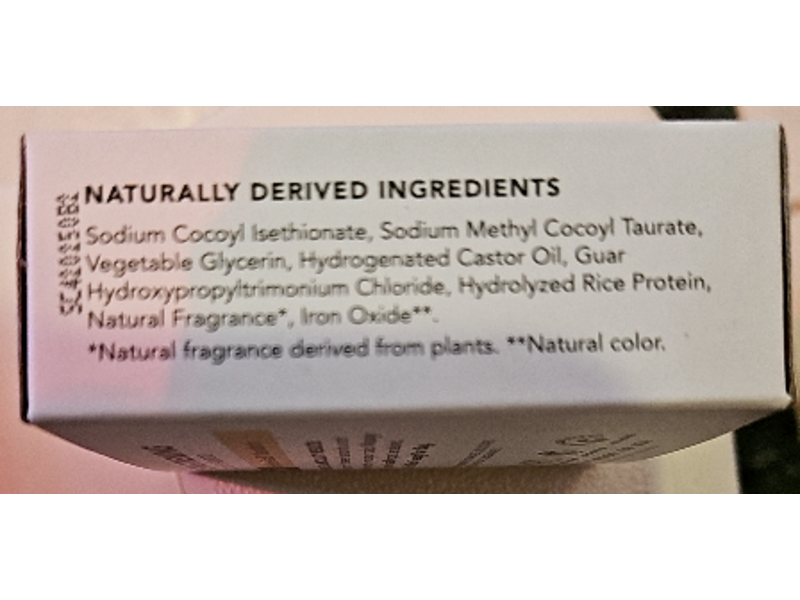 NATURALLY DERIVED INGREDIENTS
Sodium Cocoyl Isethionate, Sodium Methyl Cocoyl Taurate,
Vegetable Glycerin, Hydrogenated Castor Oil, Guar
Hydroxypropyltrimonium Chloride, Hydrolyzed Rice Protein,
Natural Fragrance*, Iron Oxide**.
*Natural fragrance derived from plants. **Natural color.